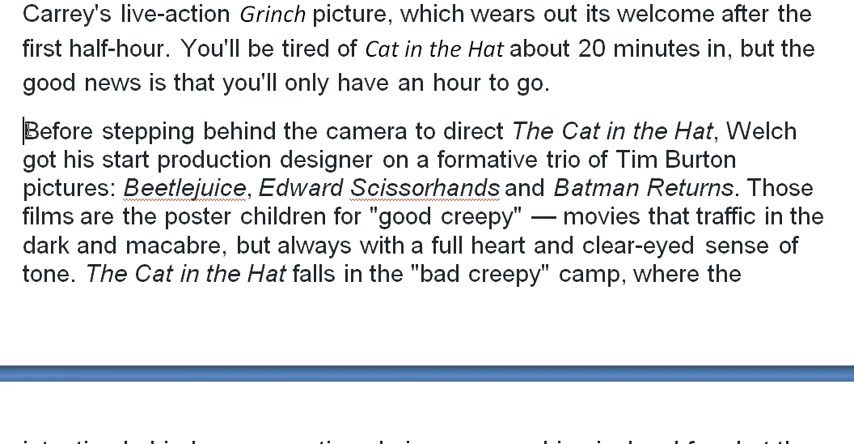 Carrey's live-action Grinch picture, which wears out its welcome after the
first half-hour. You'll be tired of Cat in the Hat about 20 minutes in, but the
good news is that you'll only have an hour to go.
Before stepping behind the camera to direct The Cat in the Hat, Welch
got his start production designer on a formative trio of Tim Burton
pictures: Beetlejuice, Edward Scissorhands and Batman Returns. Those
films are the poster children for "good creepy" — movies that traffic in the
dark and macabre, but always with a full heart and clear-eyed sense of
tone. The Cat in the Hat falls in the "bad creepy" camp, where the